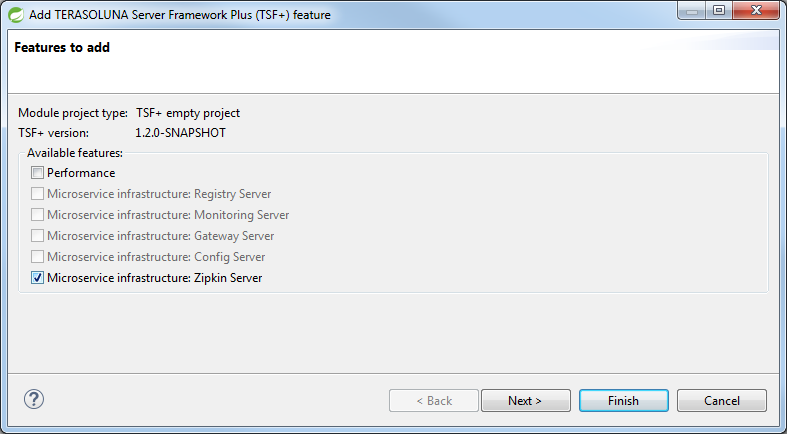 Add TERASOLUNA Server Framework Plus (TSF+) feature
Features to add
Module project type: TSF+ empty project
TSF+ version: 1.2.0-SNAPSHOT
Available features:
Performance
Microservice infrastructure: Registry Server
Microservice infrastructure: Monitoring Server
Microservice infrastructure: Gateway Server
Microservice infrastructure: Config Server
Microservice infrastructure: Zipkin Server
? < Back Next > Finish Cancel